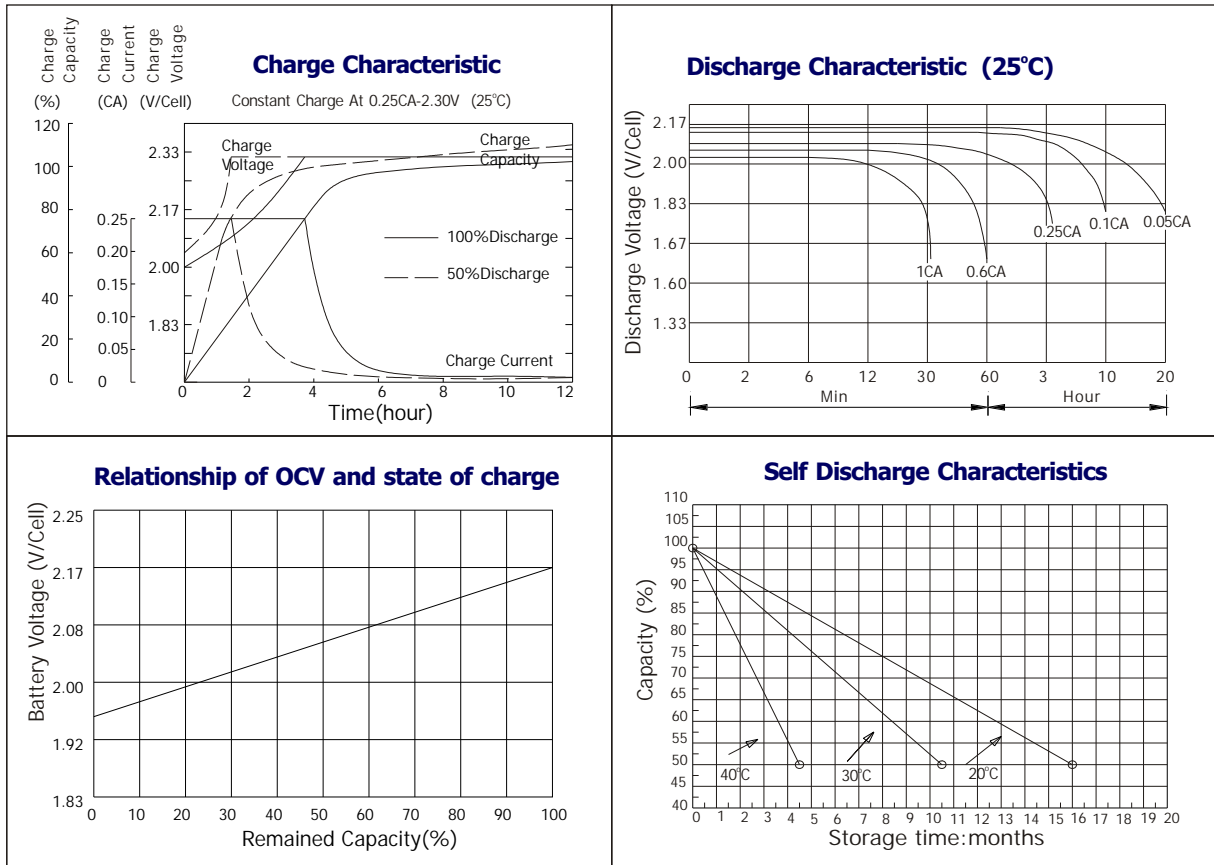 Charge Capacity
Charge Current
Charge Voltage
(%) (CA) (V/Cell)
Charge Characteristic
Constant Charge At 0.25CA-2.30V (25°C)
120
100
80
60
40
20
0
0.25
0.20
0.15
0.10
0.05
0
2.33
2.17
2.00
1.83
Charge Voltage
Charge Capacity
100%Discharge
50%Discharge
Charge Current
0 2 4 6 8 10 12
Time(hour)
Discharge Characteristic (25°C)
Discharge Voltage (V/Cell)
2.17
2.00
1.83
1.67
1.60
1.33
1CA 0.6CA 0.25CA 0.1CA 0.05CA
0 2 6 12 30 60 3 10 20
Min Hour
Relationship of OCV and state of charge
Battery Voltage (V/Cell)
2.25
2.17
2.08
2.00
1.92
1.83
0 10 20 30 40 50 60 70 80 90 100
Remained Capacity(%)
Self Discharge Characteristics
Capacity (%)
110
105
100
95
90
85
80
75
70
65
60
55
50
45
40
40°C 30°C 20°C
0 1 2 3 4 5 6 7 8 9 10 11 12 13 14 15 16 17 18 19 20
Storage time:months